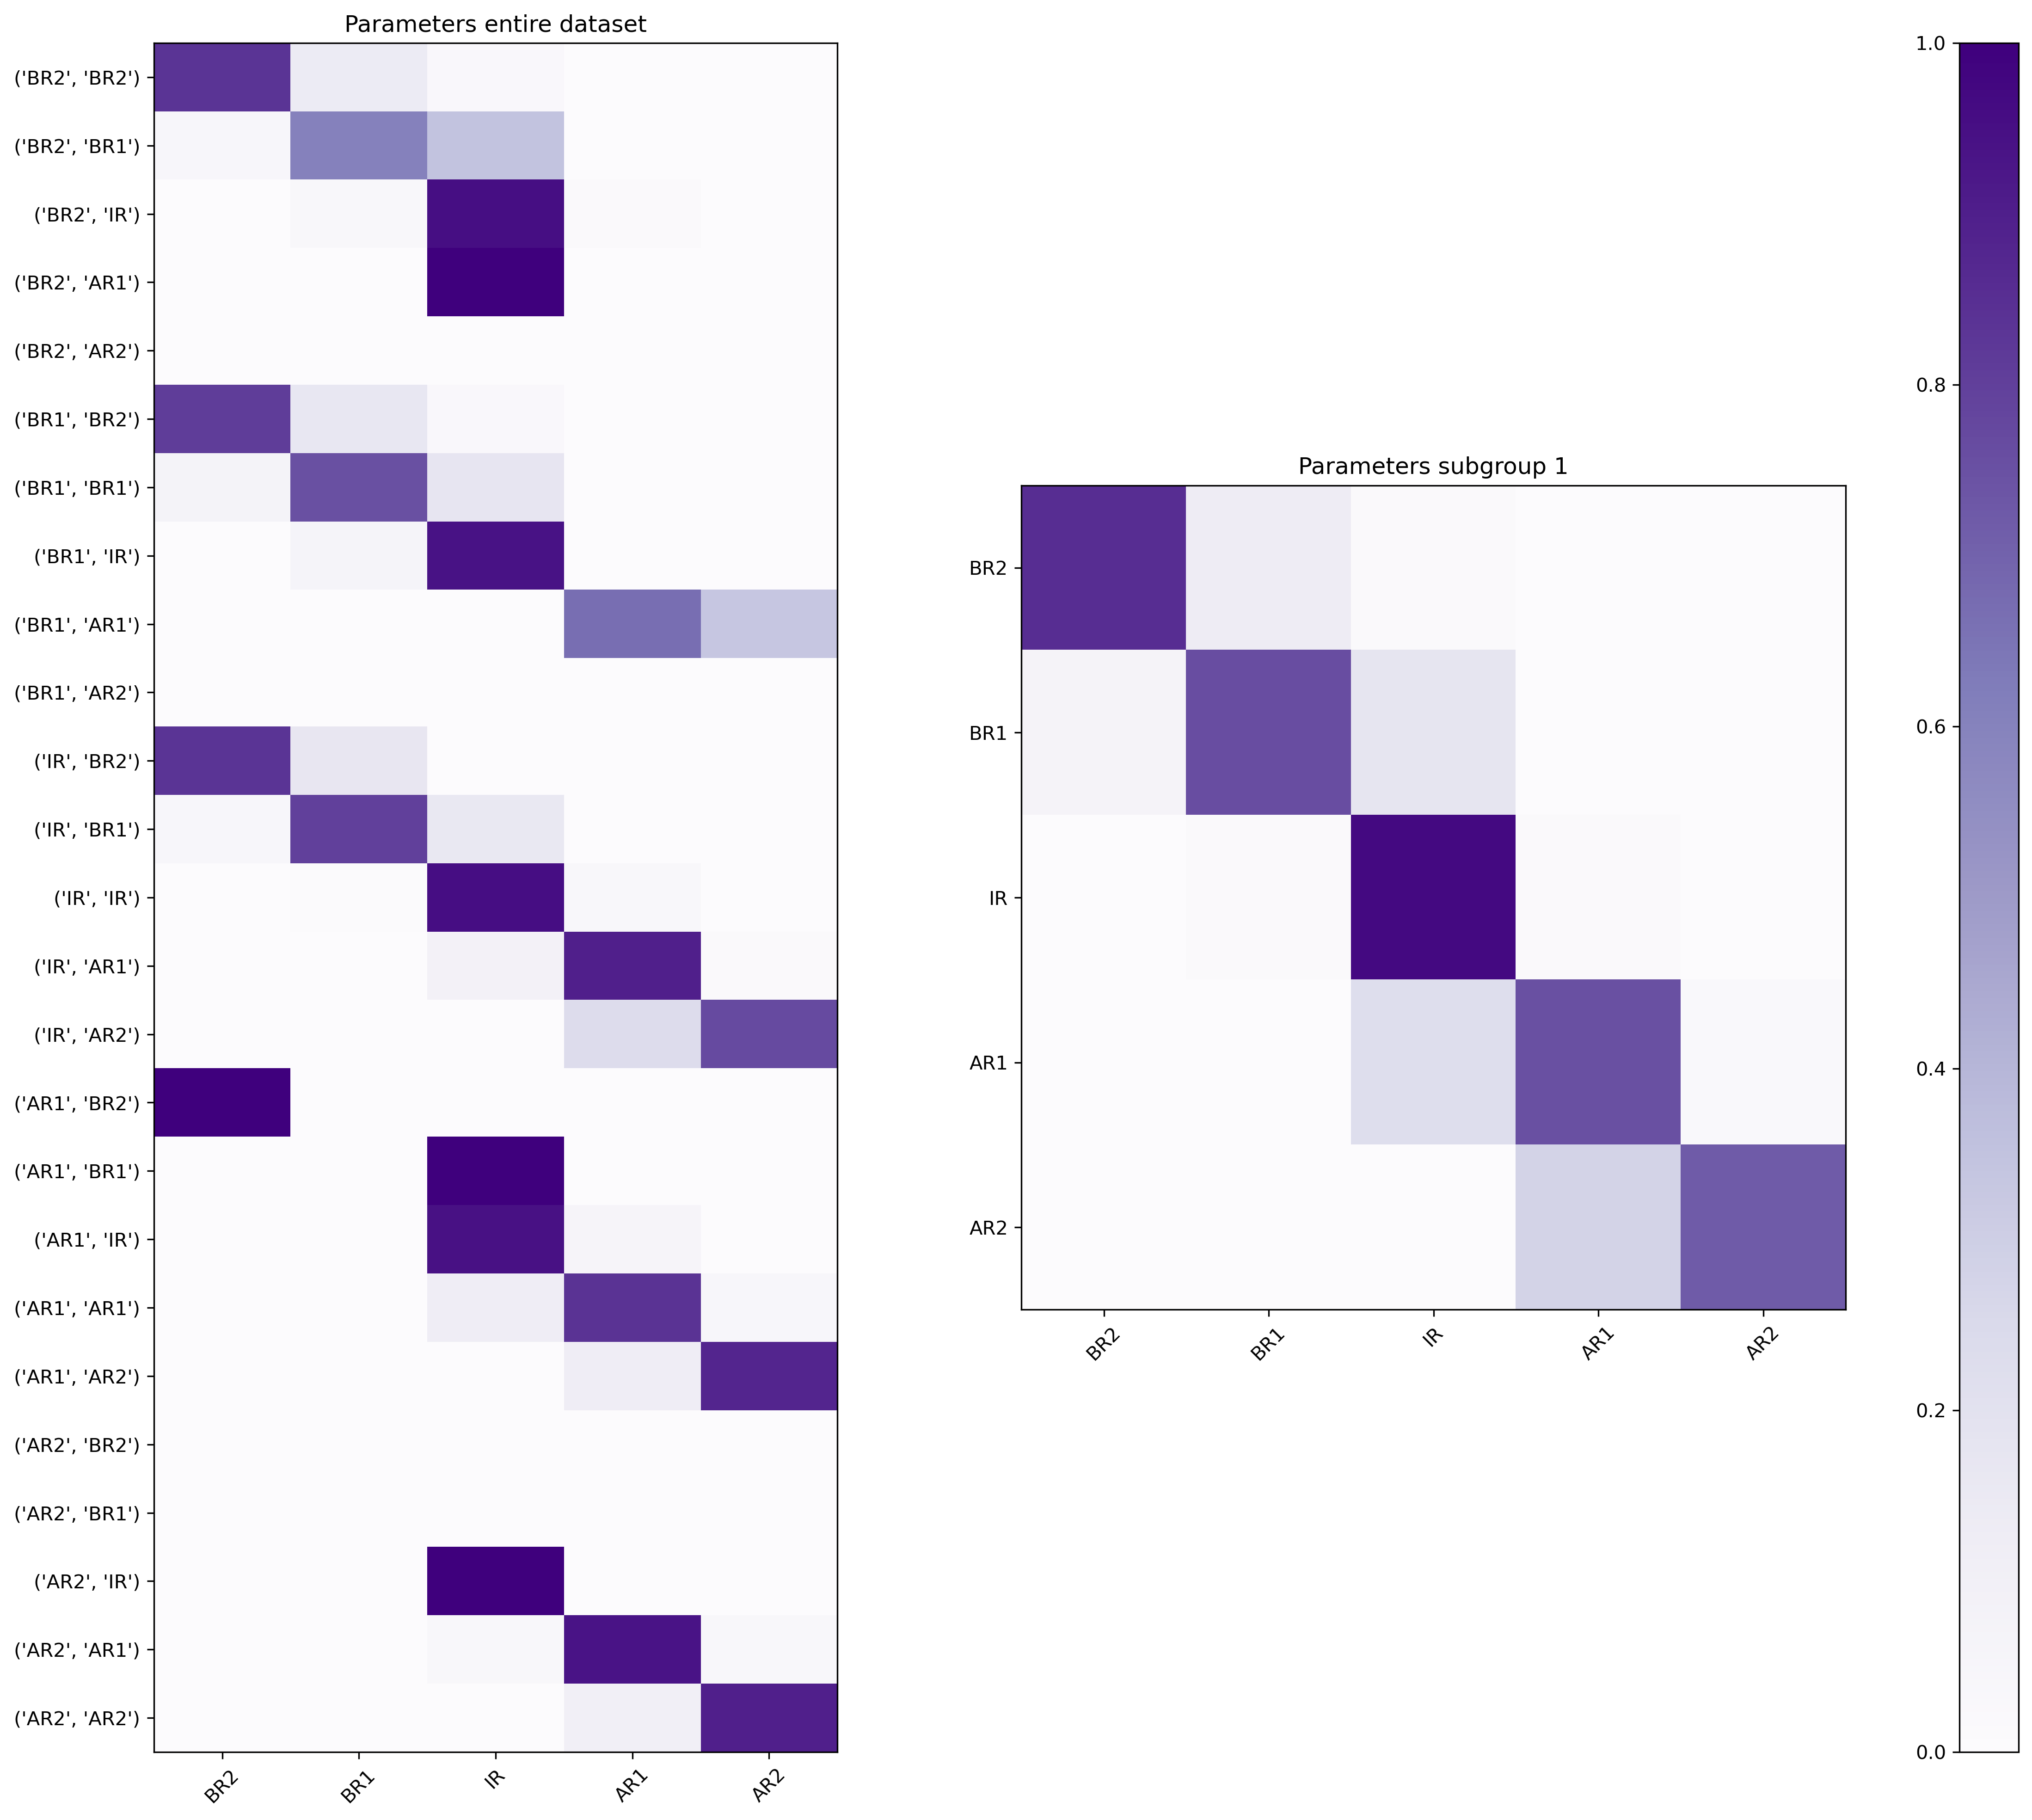 Parameters entire dataset
('BR2', 'BR2')
('BR2', 'BR1')
('BR2', 'IR')
('BR2', 'AR1')
('BR2', 'AR2')
('BR1', 'BR2')
('BR1', 'BR1')
('BR1', 'IR')
('BR1', 'AR1')
('BR1', 'AR2')
('IR', 'BR2')
('IR', 'BR1')
('IR', 'IR')
('IR', 'AR1')
('IR', 'AR2')
('AR1', 'BR2')
('AR1', 'BR1')
('AR1', 'IR')
('AR1', 'AR1')
('AR1', 'AR2')
('AR2', 'BR2')
('AR2', 'BR1')
('AR2', 'IR')
('AR2', 'AR1')
('AR2', 'AR2')
BR2 BR1 IR AR1 AR2
Parameters subgroup 1
BR2
BR1
IR
AR1
AR2
BR2 BR1 IR AR1 AR2
1.0
0.8
0.6
0.4
0.2
0.0